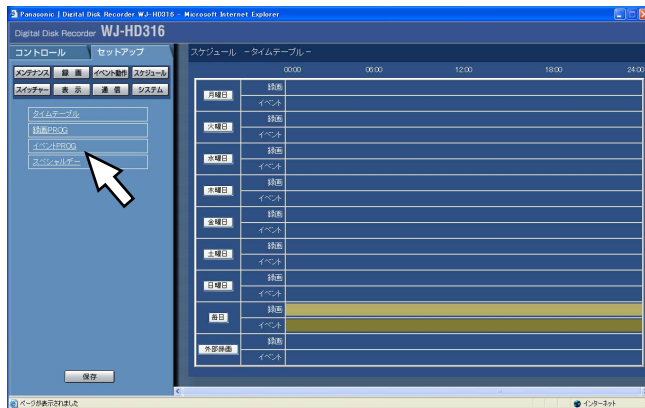 Panasonic | Digital Disk Recorder WJ-HD316 - Microsoft Internet Explorer
Digital Disk Recorder WJ-HD316
コントロール セットアップ
メンテナンス 録 画 イベント動作 スケジュール
スイッチャー 表 示 通 信 システム
タイムテーブル
録画PROG
イベントPROG
スペシャルデー
保存
スケジュール －タイムテーブル－
00:00 06:00 12:00 18:00 24:00
月曜日 録画
イベント
火曜日 録画
イベント
水曜日 録画
イベント
木曜日 録画
イベント
金曜日 録画
イベント
土曜日 録画
イベント
日曜日 録画
イベント
毎日 録画
イベント
外部録画 録画
イベント
ページが表示されました インターネット